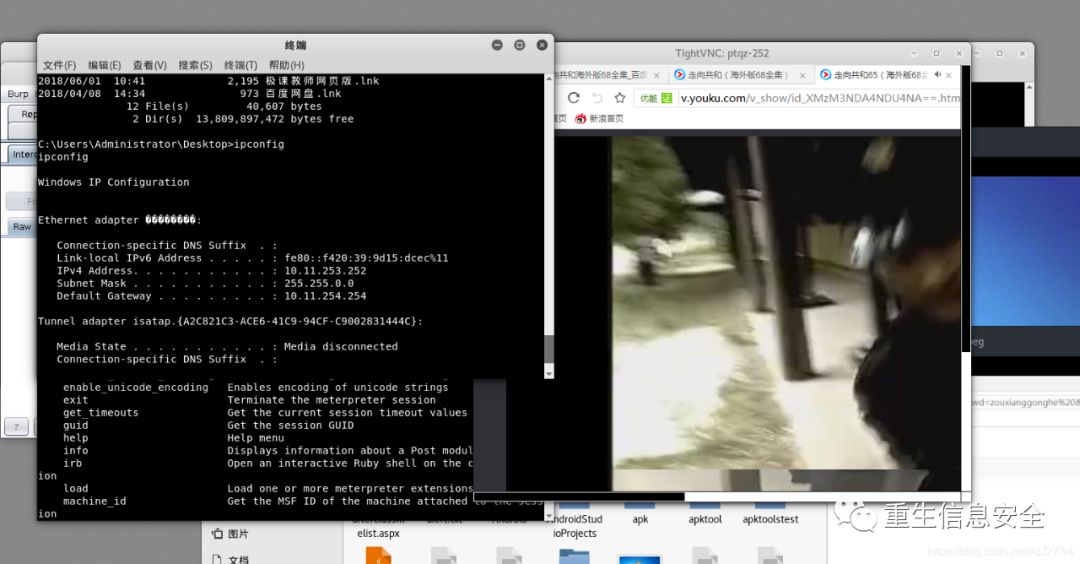 终端
文件(F) 编辑(E) 查看(V) 搜索(S) 终端(T) 帮助(H)
2018/06/01 10:41 2,195 极课教师网页版.lnk
2018/04/08 14:34 973 百度网盘.lnk
12 File(s) 40,607 bytes
2 Dir(s) 13,809,897,472 bytes free
C:\Users\Administrator\Desktop>ipconfig
ipconfig
Windows IP Configuration
Ethernet adapter ��������:
Connection-specific DNS Suffix . :
Link-local IPv6 Address . . . . . : fe80::f420:39:9d15:dcec%11
IPv4 Address. . . . . . . . . . . : 10.11.253.252
Subnet Mask . . . . . . . . . . . : 255.255.0.0
Default Gateway . . . . . . . . . : 10.11.254.254
Tunnel adapter isatap.{A2C821C3-ACE6-41C9-94CF-C9002831444C}:
Media State . . . . . . . . . . . : Media disconnected
Connection-specific DNS Suffix . :
enable_unicode_encoding Enables encoding of unicode strings
exit Terminate the meterpreter session
get_timeouts Get the current session timeout values
guid Get the session GUID
help Help menu
info Displays information about a Post modul
irb Open an interactive Ruby shell on the c
ion
load Load one or more meterpreter extensions
machine_id Get the MSF ID of the machine attached to the sess
ion
TightVNC: ptqz-252
共和海外版68全集_百度
走向共和（海外版68全集）
走向共和65（海外版68全
优酷 证 v.youku.com/v_show/id_XMzM3NDA4NDU4NA==.htm
新浪首页
Burp
Rep
Inter
Fo
Raw
?
peg
wd=zouxianggonghe%208
图片
文档
elist.aspx
AndroidStud
ioProjects
apk
apktool
apktoolstest
重生信息安全
https://blog.csdn.net/ALDYS4